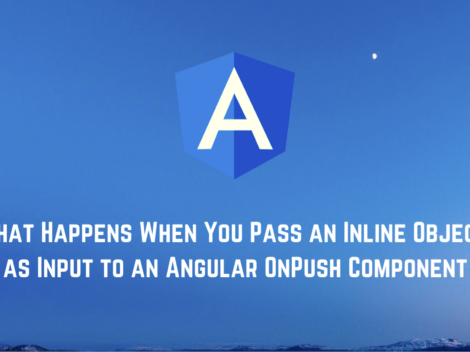 A
hat Happens When You Pass an Inline Objec
as Input to an Angular OnPush Component